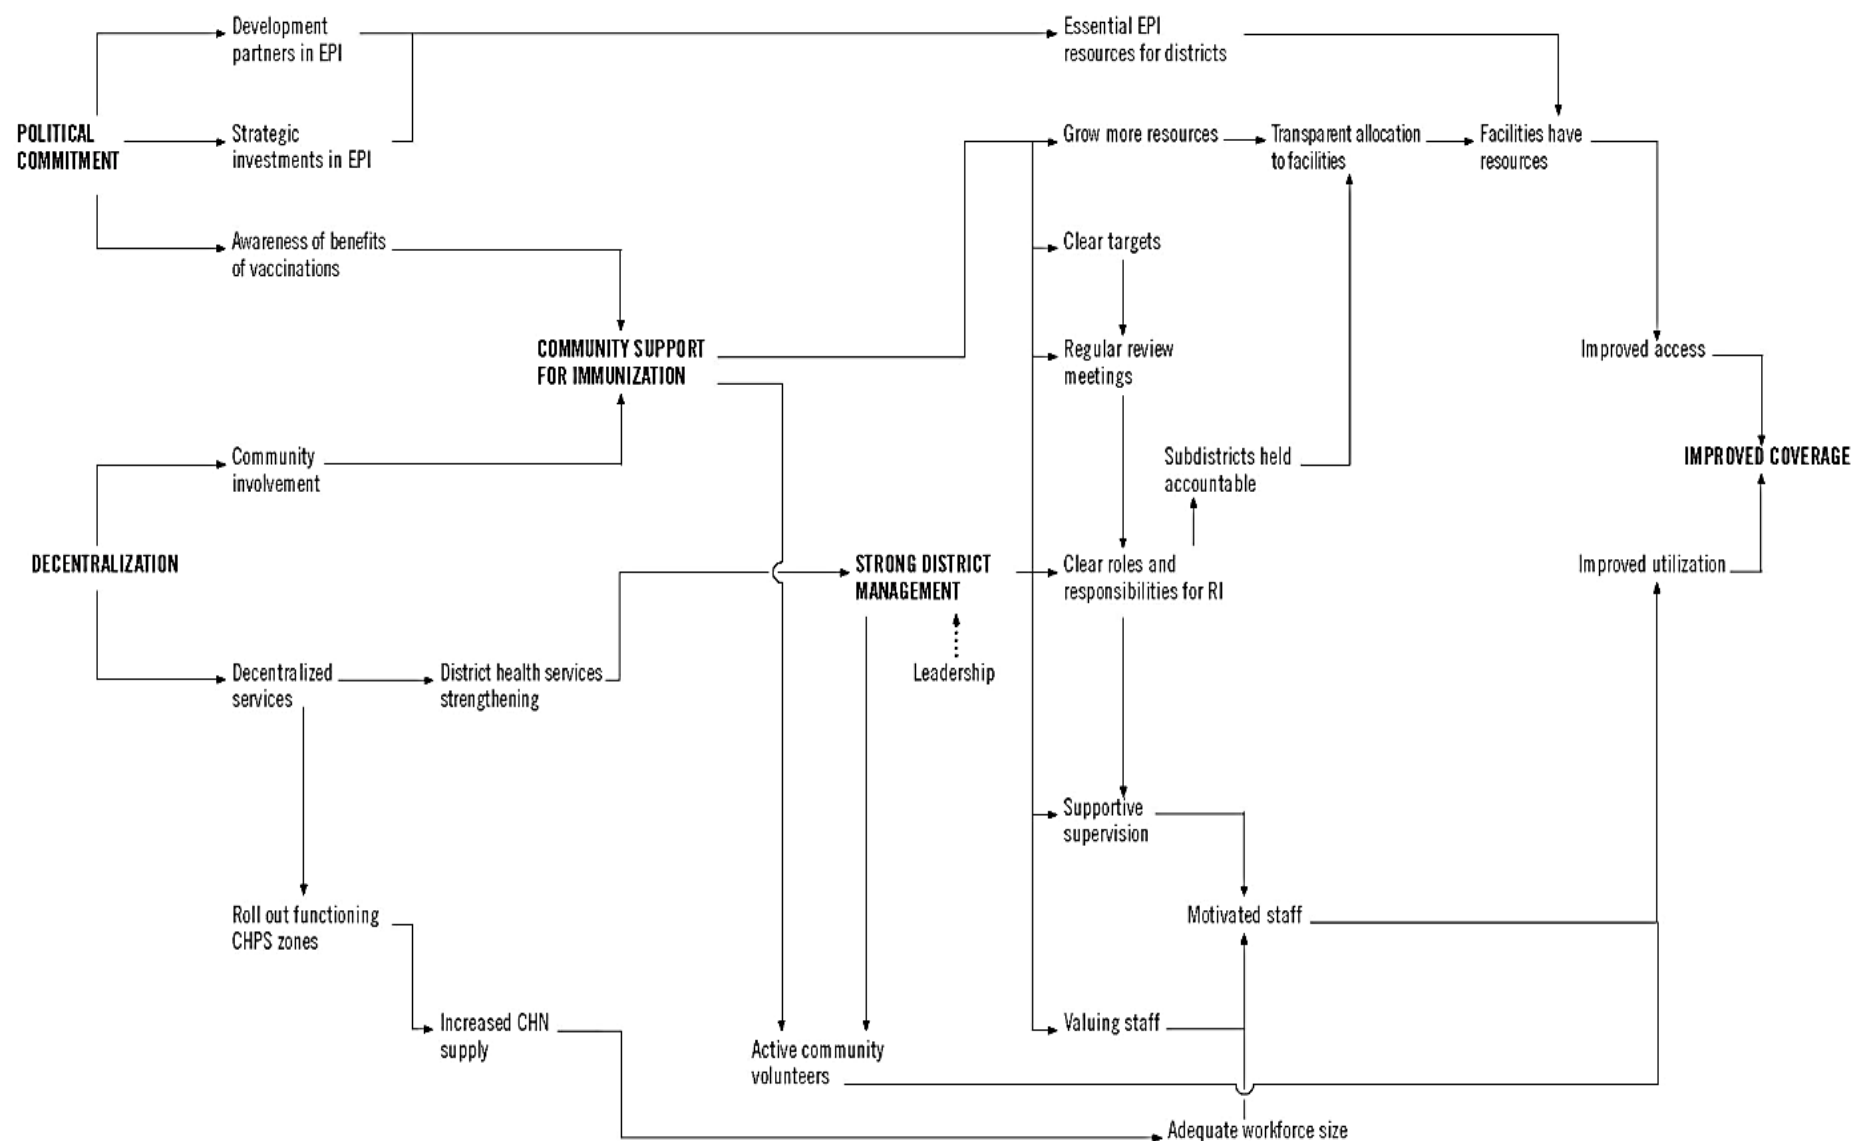 Development
partners in EPI
Essential EPI
resources for districts
POLITICAL
COMMITMENT
Strategic
investments in EPI
Grow more resources
Transparent allocation
to facilities
Facilities have
resources
Awareness of benefits
of vaccinations
Clear targets
COMMUNITY SUPPORT
FOR IMMUNIZATION
Regular review
meetings
Improved access
Community
involvement
Subdistricts held
accountable
IMPROVED COVERAGE
DECENTRALIZATION
STRONG DISTRICT
MANAGEMENT
Clear roles and
responsibilities for RI
Improved utilization
Decentralized
services
District health services
strengthening
Leadership
Supportive
supervision
Roll out functioning
CHPS zones
Motivated staff
Increased CHN
supply
Active community
volunteers
Valuing staff
Adequate workforce size